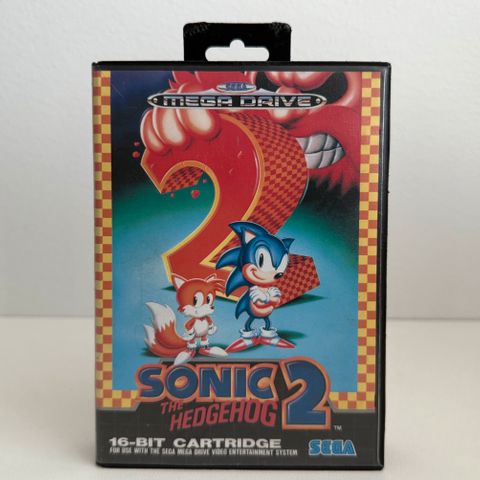 SEGA
MEGA DRIVE
2
SONIC 2
THE
HEDGEHOG
TM
16-BIT CARTRIDGE
SEGA
FOR USE WITH THE SEGA MEGA DRIVE VIDEO ENTERTAINMENT SYSTEM